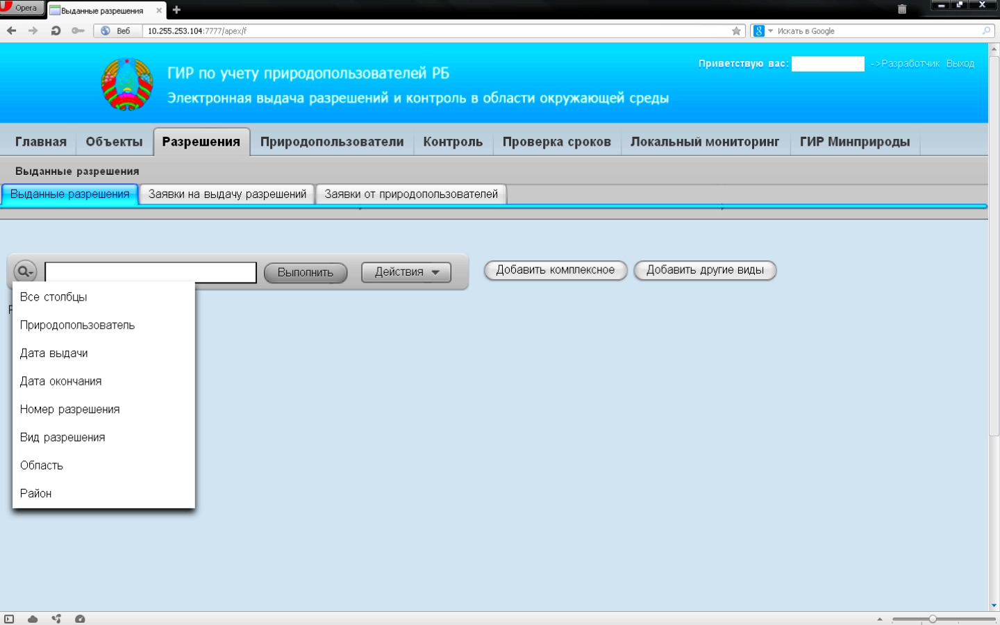 Opera
Выданные разрешения
Веб
10.255.253.104:7777/apex/f
Искать в Google
ГИР по учету природопользователей РБ
Электронная выдача разрешений и контроль в области окружающей среды
Приветствую вас:
->Разработчик Выход
Главная
Объекты
Разрешения
Природопользователи
Контроль
Проверка сроков
Локальный мониторинг
ГИР Минприроды
Выданные разрешения
Выданные разрешения
Заявки на выдачу разрешений
Заявки от природопользователей
Выполнить
Действия
Добавить комплексное
Добавить другие виды
Все столбцы
Природопользователь
Дата выдачи
Дата окончания
Номер разрешения
Вид разрешения
Область
Район